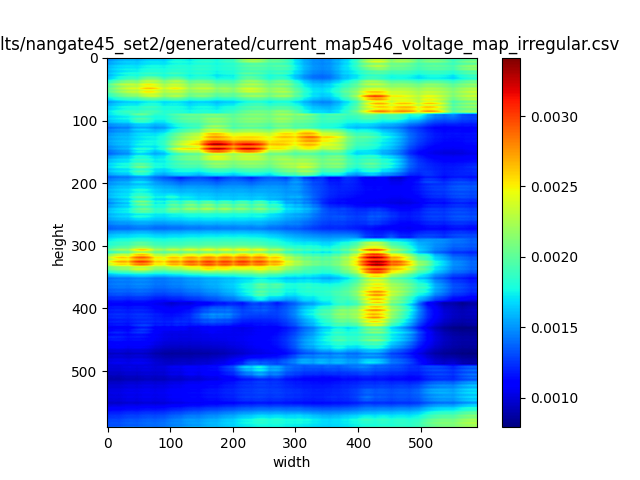 lts/nangate45_set2/generated/current_map546_voltage_map_irregular.csv
0
100
200
300
400
500
height
0 100 200 300 400 500
width
0.0030
0.0025
0.0020
0.0015
0.0010